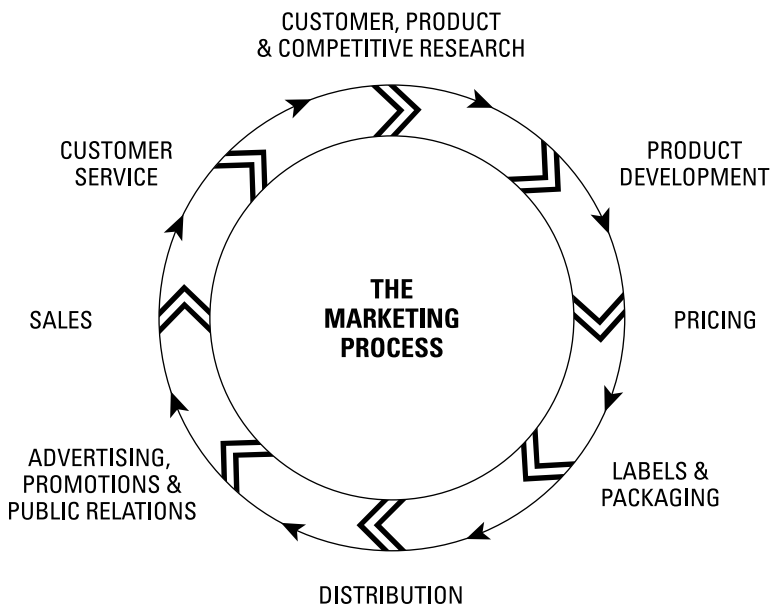 CUSTOMER, PRODUCT
& COMPETITIVE RESEARCH
PRODUCT
DEVELOPMENT
PRICING
LABELS &
PACKAGING
DISTRIBUTION
ADVERTISING,
PROMOTIONS &
PUBLIC RELATIONS
SALES
CUSTOMER
SERVICE
THE
MARKETING
PROCESS